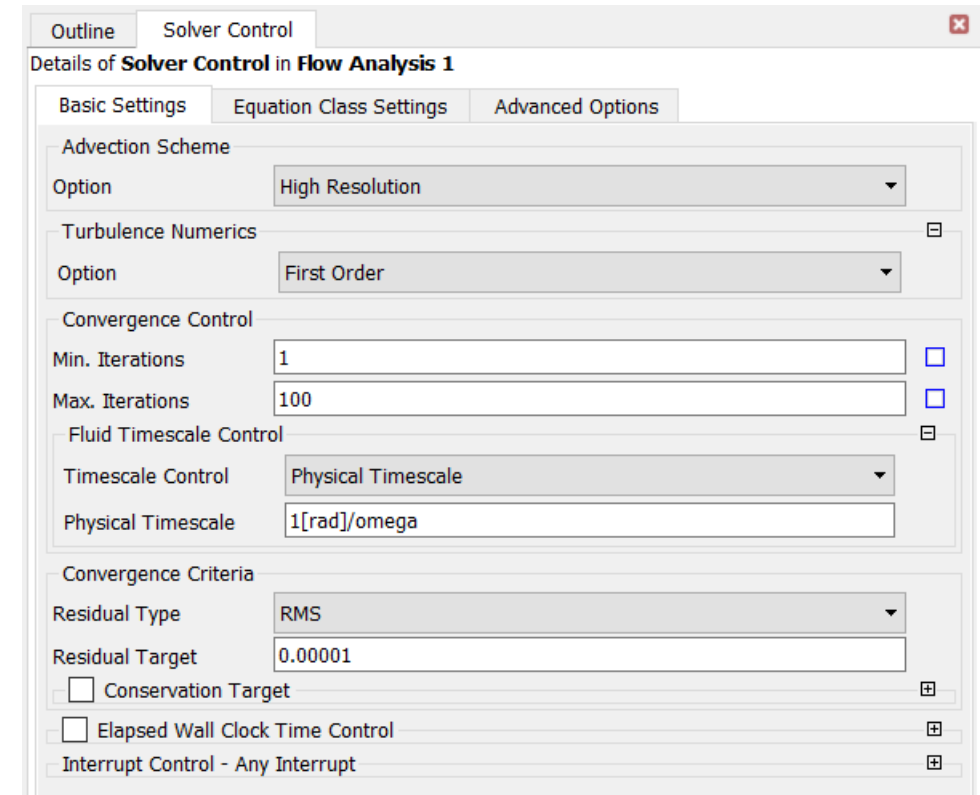 Outline Solver Control
Details of Solver Control in Flow Analysis 1
Basic Settings Equation Class Settings Advanced Options
Advection Scheme
Option High Resolution
Turbulence Numerics
Option First Order
Convergence Control
Min. Iterations 1
Max. Iterations 100
Fluid Timescale Control
Timescale Control Physical Timescale
Physical Timescale 1[rad]/omega
Convergence Criteria
Residual Type RMS
Residual Target 0.00001
Conservation Target
Elapsed Wall Clock Time Control
Interrupt Control - Any Interrupt